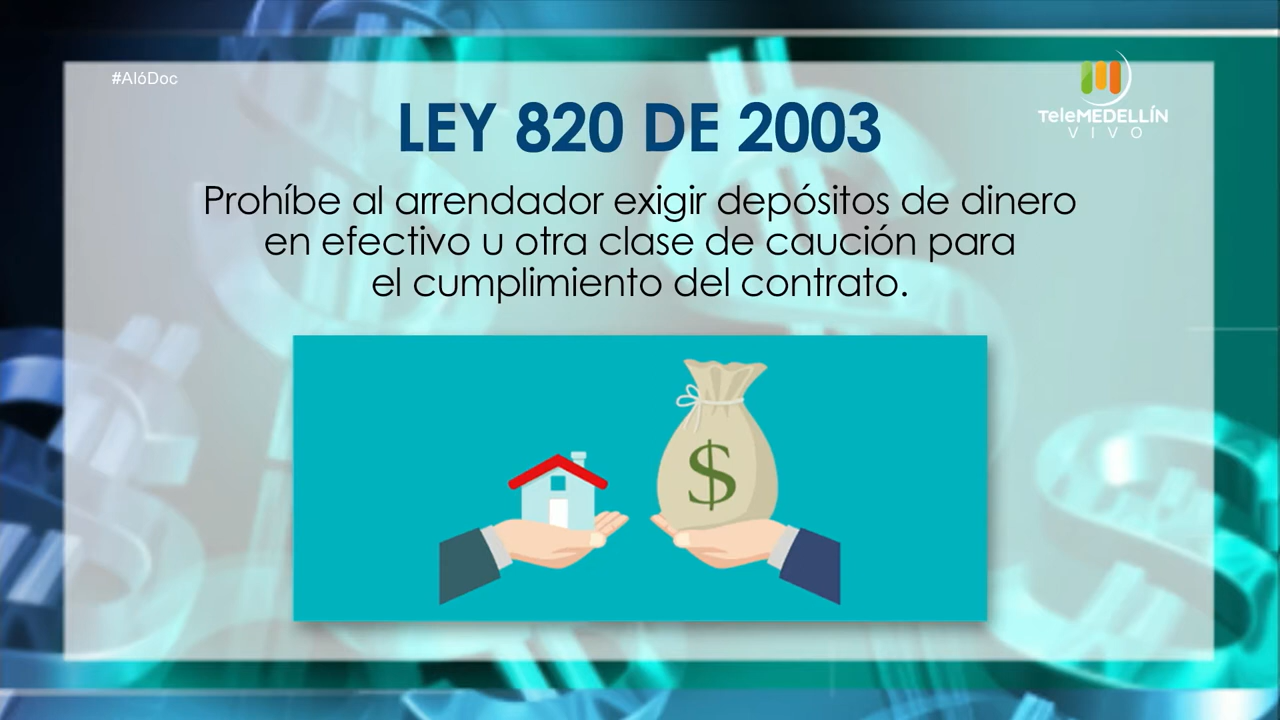 #AlóDoc
TeleMEDELLÍN
VIVO
LEY 820 DE 2003
Prohíbe al arrendador exigir depósitos de dinero
en efectivo u otra clase de caución para
el cumplimiento del contrato.
$